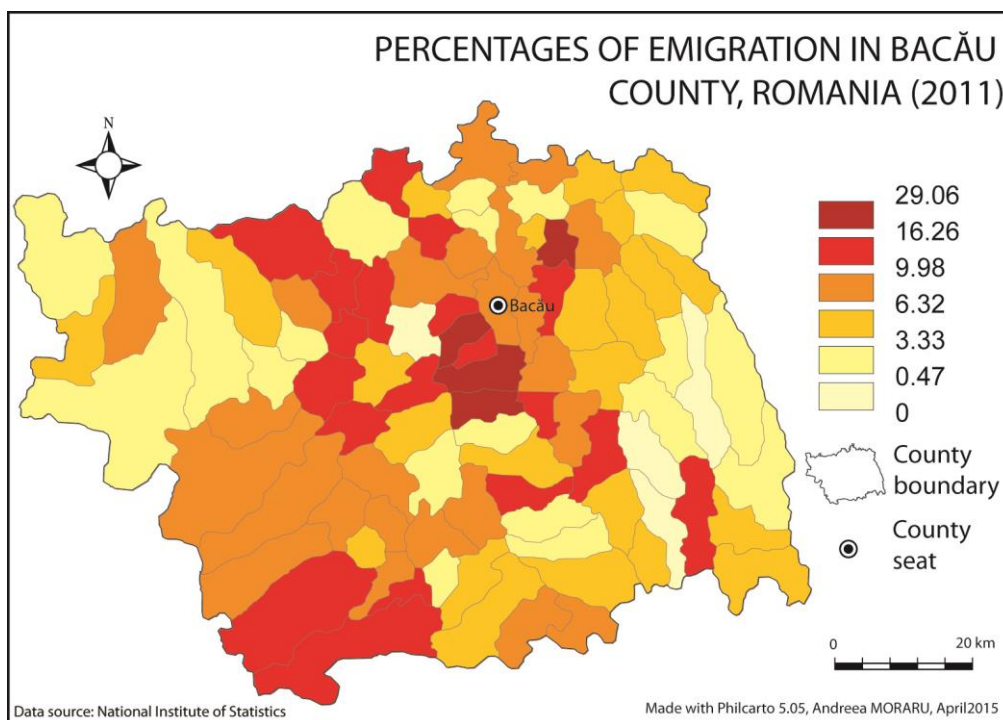 PERCENTAGES OF EMIGRATION IN BACĂU
COUNTY, ROMANIA (2011)
N
29.06
16.26
9.98
6.32
3.33
0.47
0
Bacău
County
boundary
County
seat
0 20 km
Data source: National Institute of Statistics
Made with Philcarto 5.05, Andreea MORARU, April2015